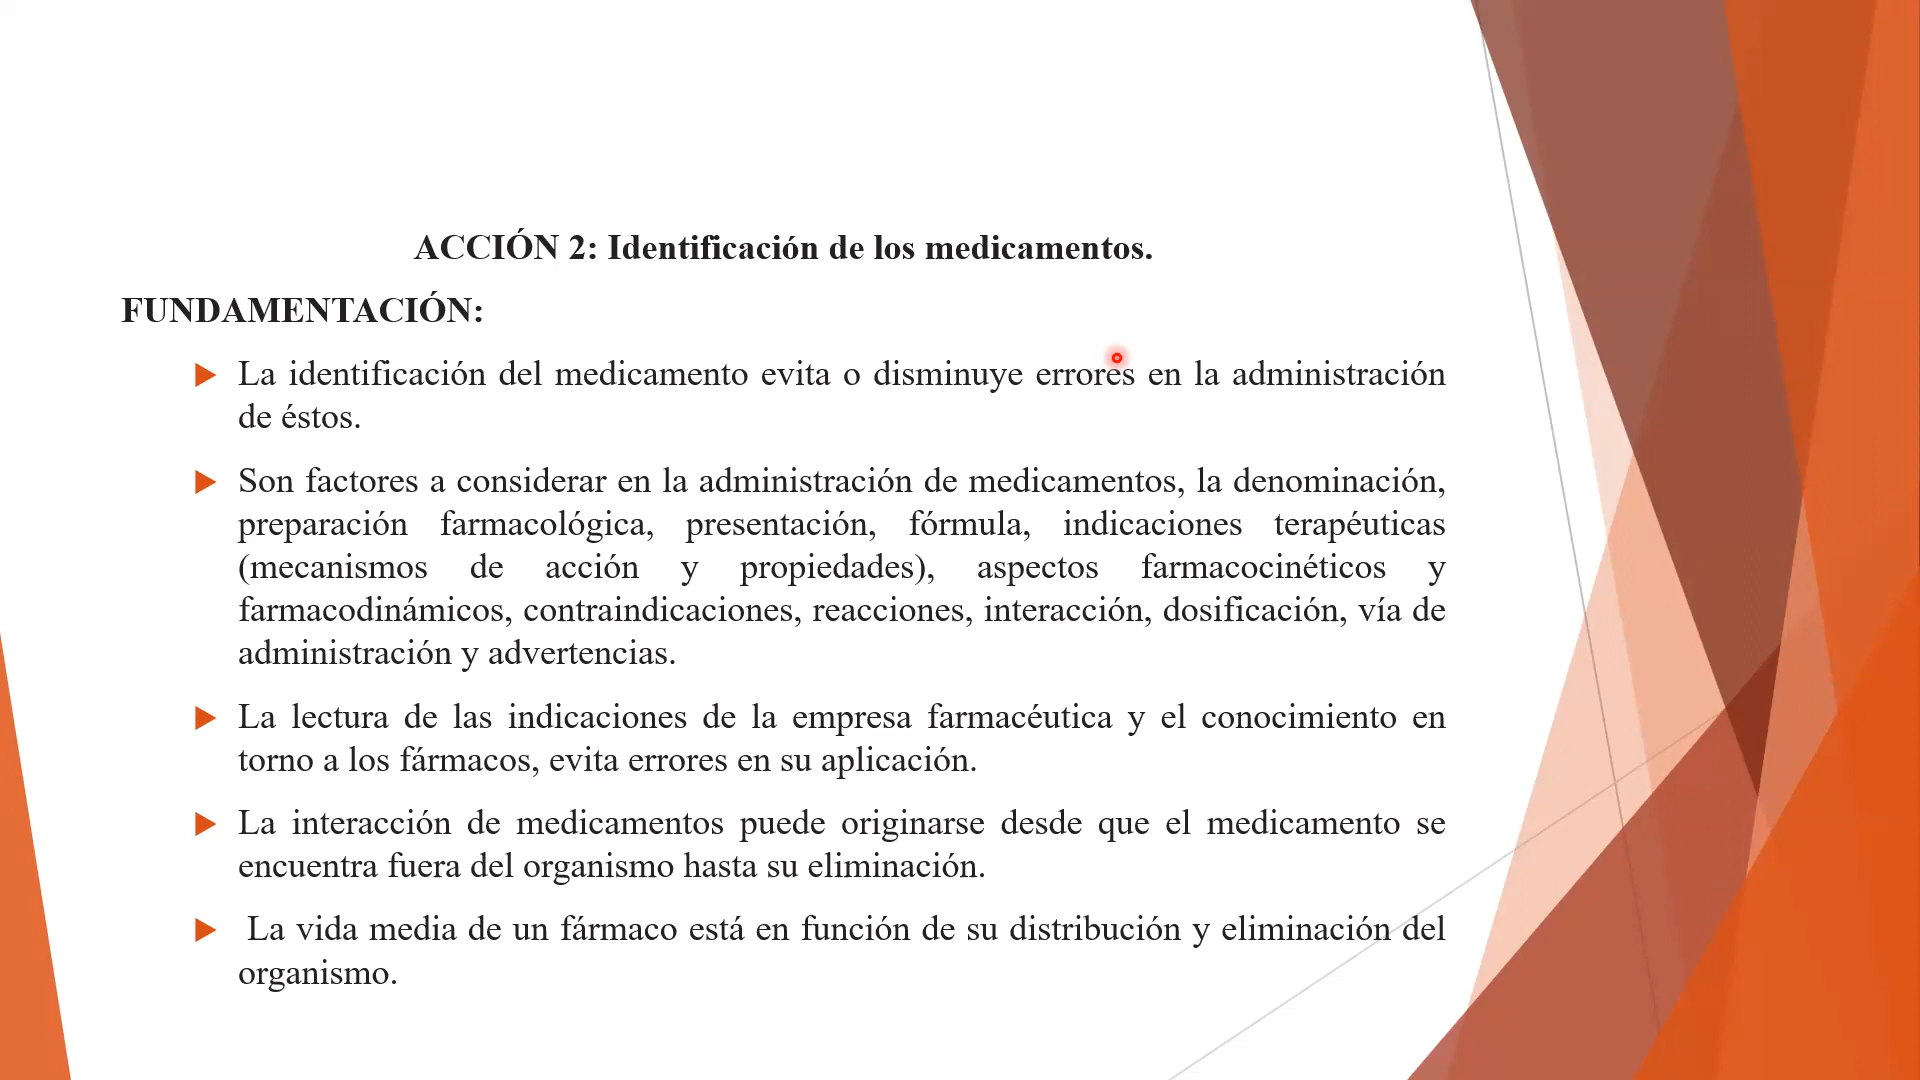 ACCIÓN 2: Identificación de los medicamentos.
FUNDAMENTACIÓN:
La identificación del medicamento evita o disminuye errores en la administración
de éstos.
Son factores a considerar en la administración de medicamentos, la denominación,
preparación farmacológica, presentación, fórmula, indicaciones terapéuticas
(mecanismos de acción y propiedades), aspectos farmacocinéticos y
farmacodinámicos, contraindicaciones, reacciones, interacción, dosificación, vía de
administración y advertencias.
La lectura de las indicaciones de la empresa farmacéutica y el conocimiento en
torno a los fármacos, evita errores en su aplicación.
La interacción de medicamentos puede originarse desde que el medicamento se
encuentra fuera del organismo hasta su eliminación.
La vida media de un fármaco está en función de su distribución y eliminación del
organismo.